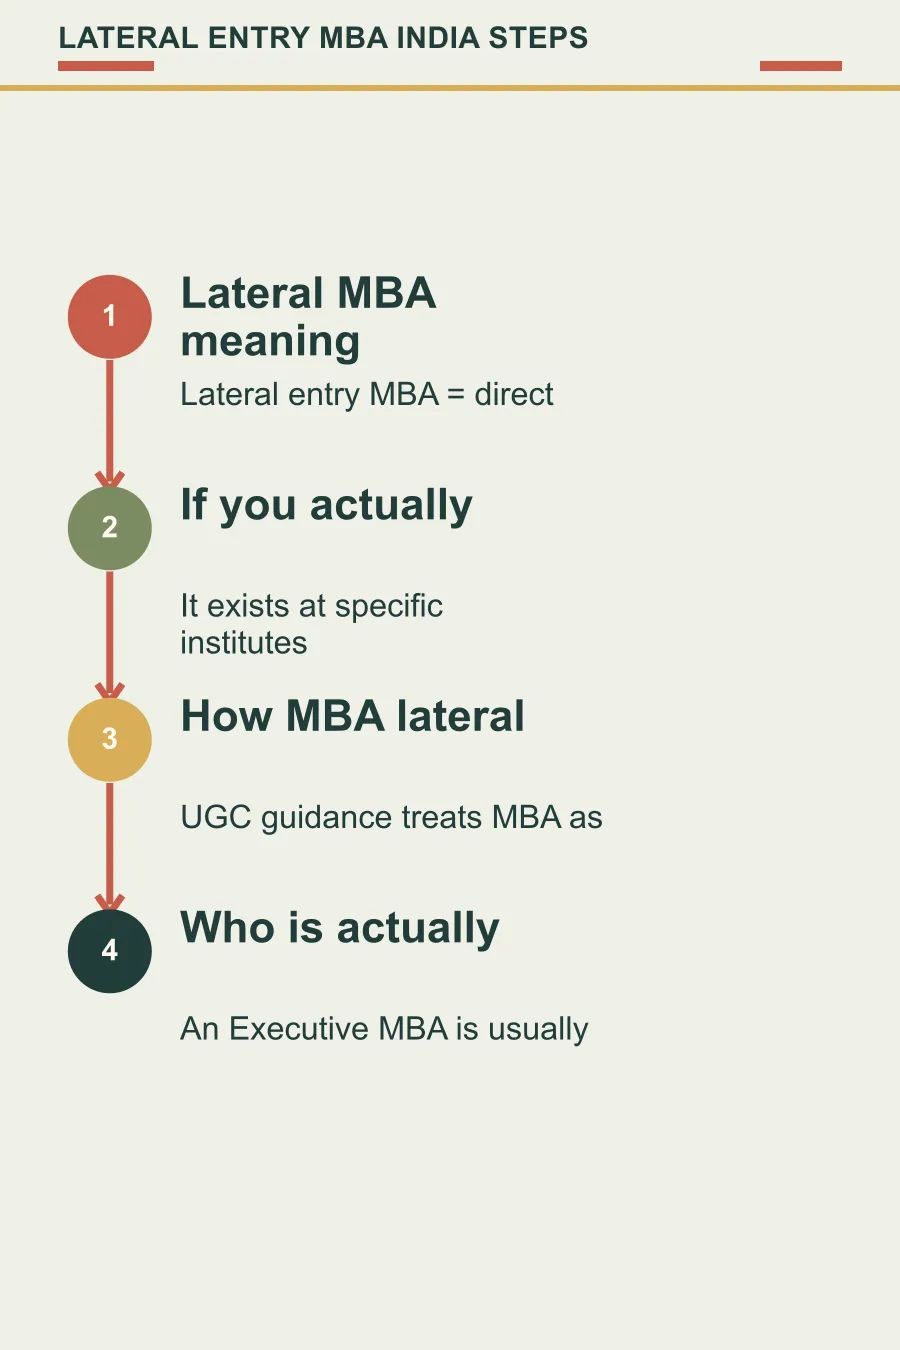 LATERAL ENTRY MBA INDIA STEPS
1
Lateral MBA
meaning
Lateral entry MBA = direct
2
If you actually
It exists at specific
institutes
3
How MBA lateral
UGC guidance treats MBA as
4
Who is actually
An Executive MBA is usually